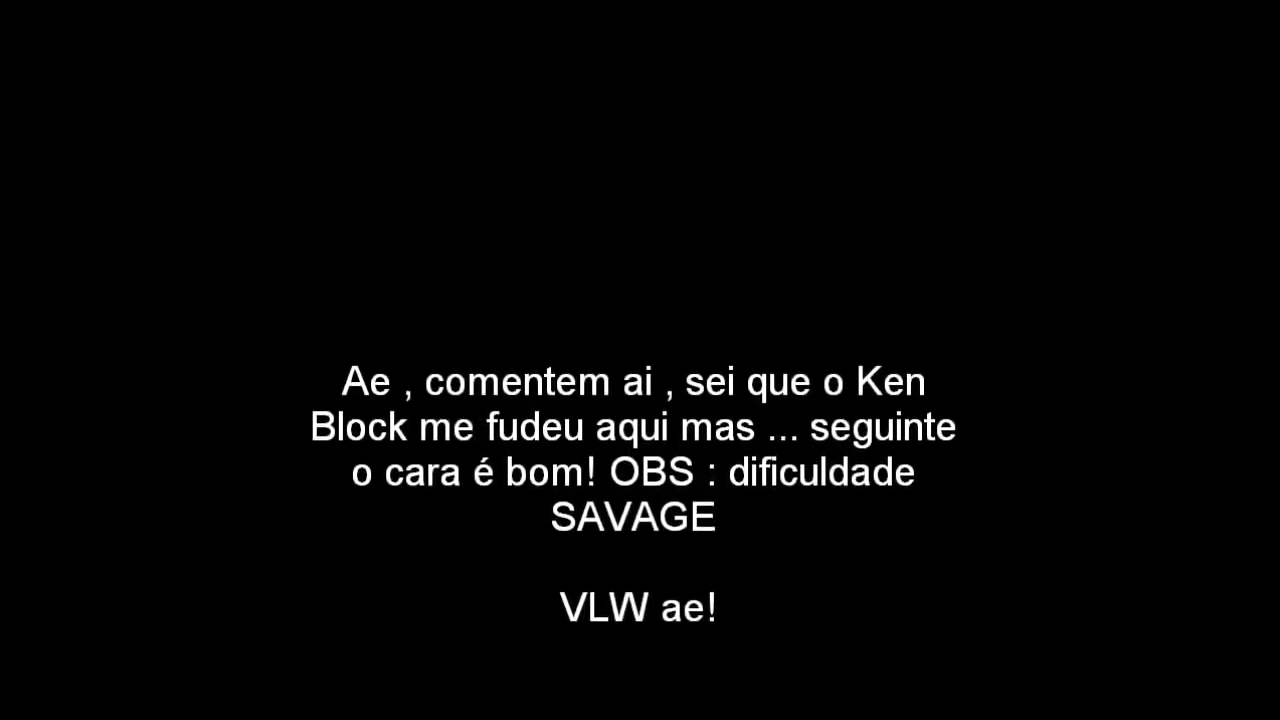 Ae , comentem ai , sei que o Ken
Block me fudeu aqui mas ... seguinte
o cara é bom! OBS : dificuldade
SAVAGE
VLW ae!